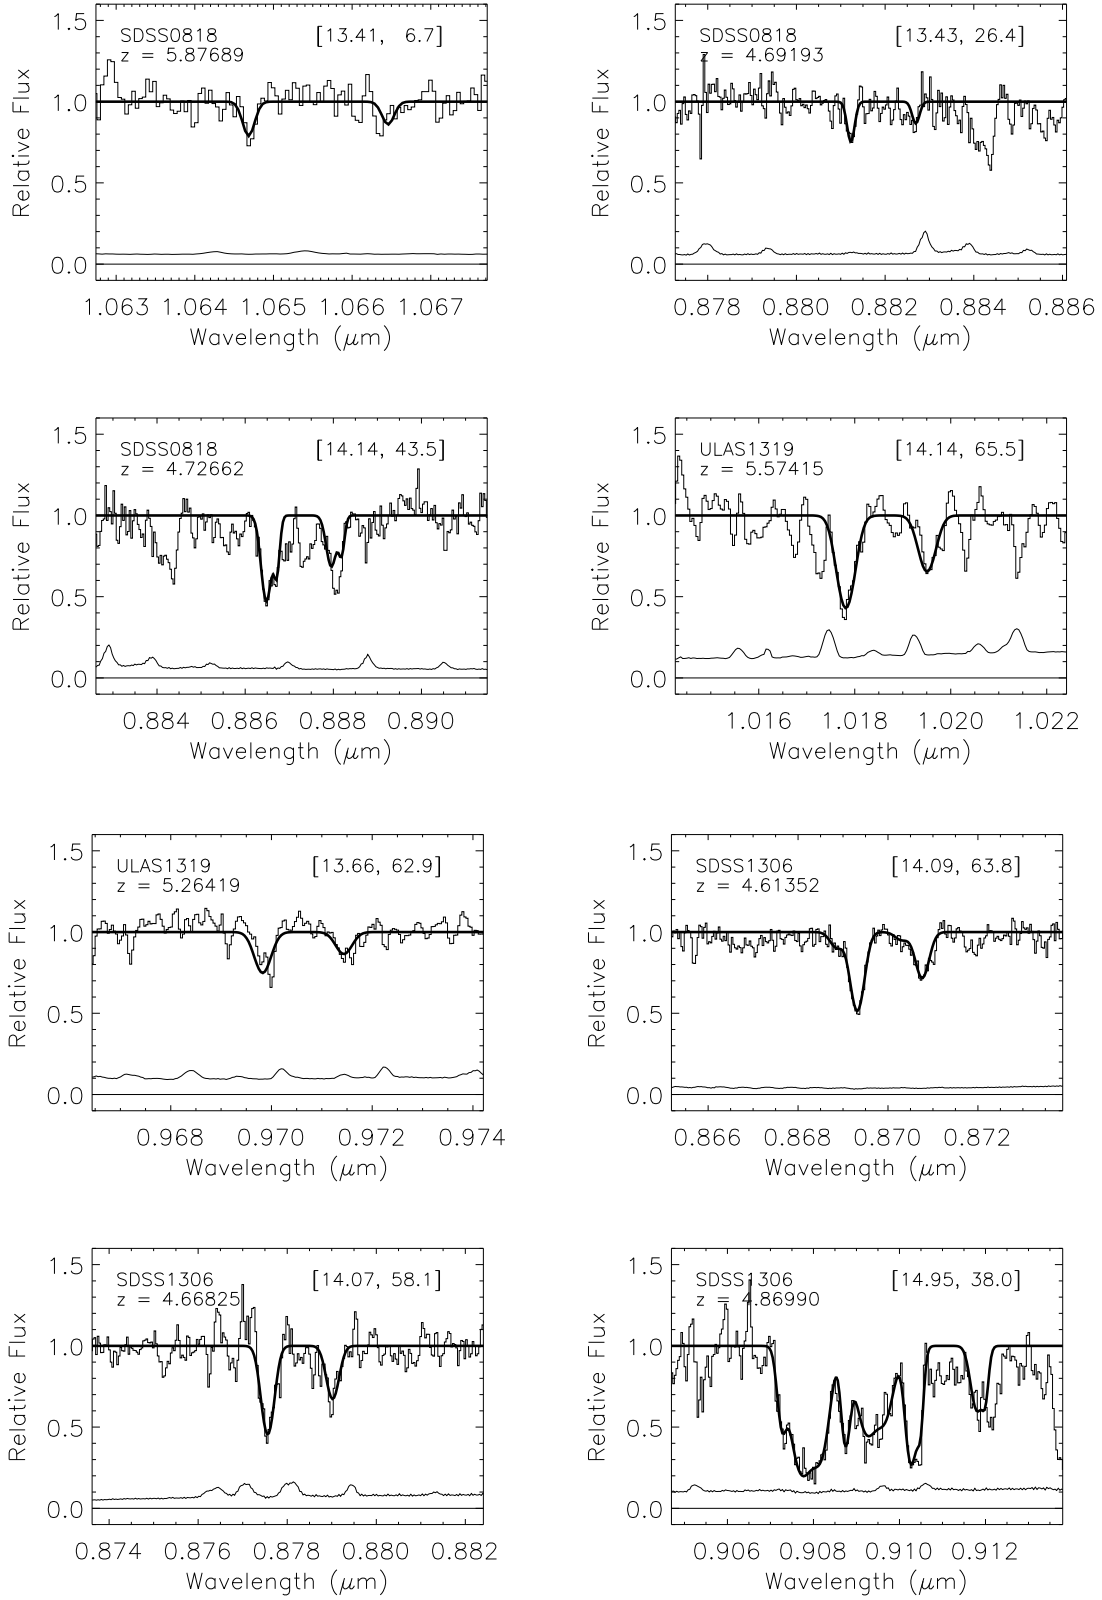 SDSS0818 [13.41, 6.7]
z = 5.87689
1.5
1.0
0.5
0.0
Relative Flux
1.063 1.064 1.065 1.066 1.067
Wavelength (μm)
SDSS0818 [13.43, 26.4]
z = 4.69193
1.5
1.0
0.5
0.0
Relative Flux
0.878 0.880 0.882 0.884 0.886
Wavelength (μm)
SDSS0818 [14.14, 43.5]
z = 4.72662
1.5
1.0
0.5
0.0
Relative Flux
0.884 0.886 0.888 0.890
Wavelength (μm)
ULAS1319 [14.14, 65.5]
z = 5.57415
1.5
1.0
0.5
0.0
Relative Flux
1.016 1.018 1.020 1.022
Wavelength (μm)
ULAS1319 [13.66, 62.9]
z = 5.26419
1.5
1.0
0.5
0.0
Relative Flux
0.968 0.970 0.972 0.974
Wavelength (μm)
SDSS1306 [14.09, 63.8]
z = 4.61352
1.5
1.0
0.5
0.0
Relative Flux
0.866 0.868 0.870 0.872
Wavelength (μm)
SDSS1306 [14.07, 58.1]
z = 4.66825
1.5
1.0
0.5
0.0
Relative Flux
0.874 0.876 0.878 0.880 0.882
Wavelength (μm)
SDSS1306 [14.95, 38.0]
z = 4.86990
1.5
1.0
0.5
0.0
Relative Flux
0.906 0.908 0.910 0.912
Wavelength (μm)